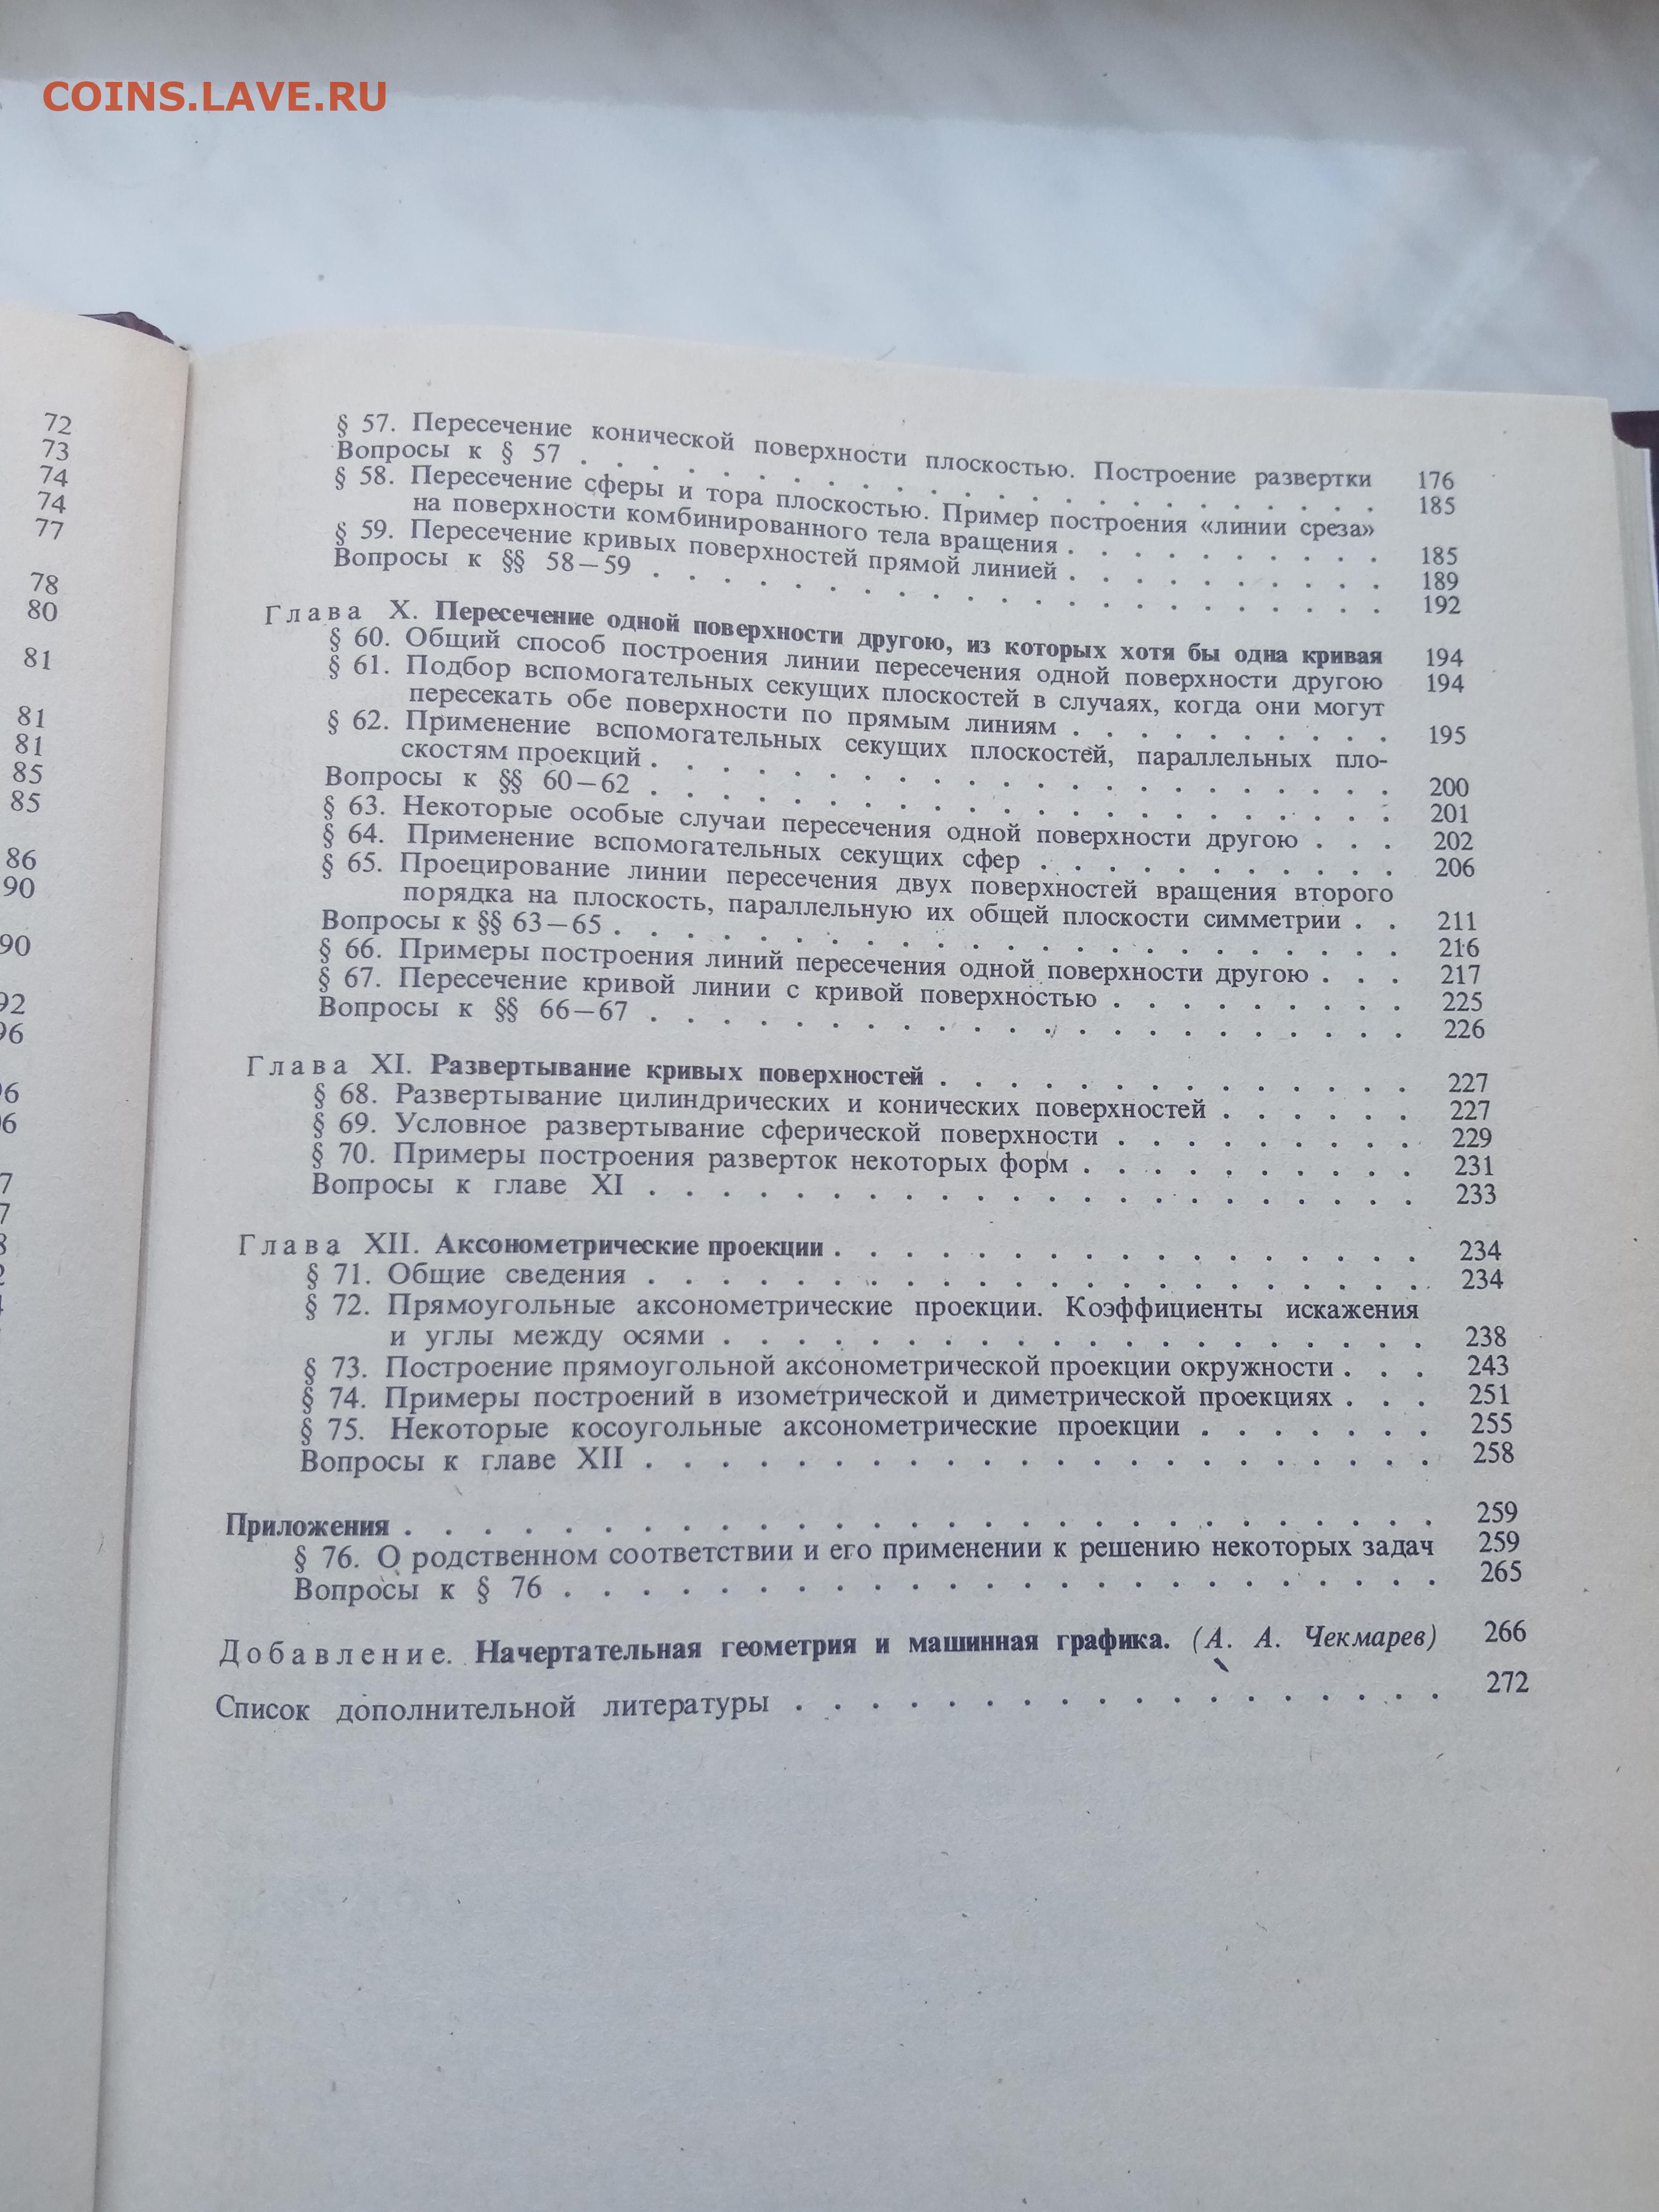 COINS.LAVE.RU
72
73
74
74
77
78
80
81
81
81
85
85
86
90
90
92
96
§ 57. Пересечение конической поверхности плоскостью. Построение развертки 176
Вопросы к § 57 . . . . . . . . . . . . . . . . . . . . 185
§ 58. Пересечение сферы и тора плоскостью. Пример построения «линии среза»
на поверхности комбинированного тела вращения . . . . . . . . . 185
§ 59. Пересечение кривых поверхностей прямой линией . . . . . . . . . 189
Вопросы к §§ 58—59 . . . . . . . . . . . . . . . . . . . . 192
Глава X. Пересечение одной поверхности другою, из которых хотя бы одна кривая 194
§ 60. Общий способ построения линии пересечения одной поверхности другою 194
§ 61. Подбор вспомогательных секущих плоскостей в случаях, когда они могут
пересекать обе поверхности по прямым линиям . . . . . . . . . . 195
§ 62. Применение вспомогательных секущих плоскостей, параллельных пло-
скостям проекций . . . . . . . . . . . . . . . . . . . . 200
Вопросы к §§ 60—62 . . . . . . . . . . . . . . . . . . . . 201
§ 63. Некоторые особые случаи пересечения одной поверхности другою . . . 202
§ 64. Применение вспомогательных секущих сфер . . . . . . . . . . 206
§ 65. Проецирование линии пересечения двух поверхностей вращения второго
порядка на плоскость, параллельную их общей плоскости симметрии . . 211
Вопросы к §§ 63—65 . . . . . . . . . . . . . . . . . . . . 216
§ 66. Примеры построения линий пересечения одной поверхности другою . . . 217
§ 67. Пересечение кривой линии с кривой поверхностью . . . . . . . . . 225
Вопросы к §§ 66—67 . . . . . . . . . . . . . . . . . . . . 226
Глава XI. Развертывание кривых поверхностей . . . . . . . . . . . . . . 227
§ 68. Развертывание цилиндрических и конических поверхностей . . . . . . 227
§ 69. Условное развертывание сферической поверхности . . . . . . . . . 229
§ 70. Примеры построения разверток некоторых форм . . . . . . . . . . 231
Вопросы к главе XI . . . . . . . . . . . . . . . . . . . . . 233
Глава XII. Аксонометрические проекции . . . . . . . . . . . . . . . . 234
§ 71. Общие сведения . . . . . . . . . . . . . . . . . . . . . 234
§ 72. Прямоугольные аксонометрические проекции. Коэффициенты искажения
и углы между осями . . . . . . . . . . . . . . . . . . . 238
§ 73. Построение прямоугольной аксонометрической проекции окружности . . . 243
§ 74. Примеры построений в изометрической и диметрической проекциях . . . 251
§ 75. Некоторые косоугольные аксонометрические проекции . . . . . . . 255
Вопросы к главе XII . . . . . . . . . . . . . . . . . . . . . 258
Приложения . . . . . . . . . . . . . . . . . . . . . . . . . . 259
§ 76. О родственном соответствии и его применении к решению некоторых задач 259
Вопросы к § 76 . . . . . . . . . . . . . . . . . . . . . . . 265
Добавление. Начертательная геометрия и машинная графика. (А. А. Чекмарев) 266
Список дополнительной литературы . . . . . . . . . . . . . . . . . 272